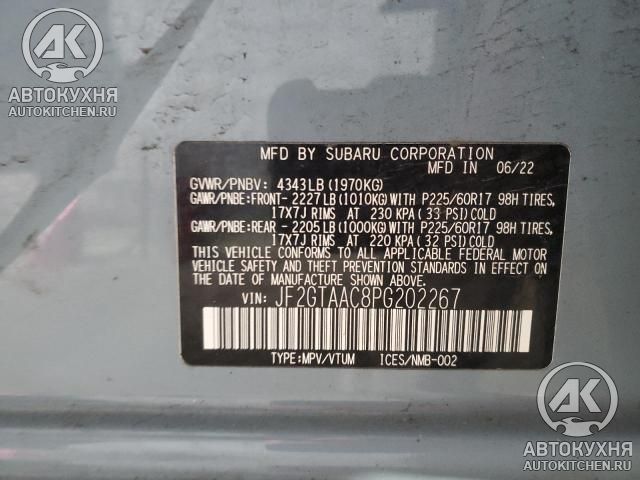 АК
АВТОКУХНЯ
AUTOKITCHEN.RU
MFD BY SUBARU CORPORATION
MFD IN 06/22
GVWR/PNBV: 4343LB (1970KG)
GAWR/PNBE:FRONT- 2227LB (1010KG)WITH P225/60R17 98H TIRES,
17X7J RIMS AT 230 KPA (33 PSI)COLD
GAWR/PNBE:REAR - 2205LB (1000KG)WITH P225/60R17 98H TIRES,
17X7J RIMS AT 220 KPA (32 PSI)COLD
THIS VEHICLE CONFORMS TO ALL APPLICABLE FEDERAL MOTOR
VEHICLE SAFETY AND THEFT PREVENTION STANDARDS IN EFFECT ON
THE DATE OF MANUFACTURE SHOWN ABOVE.
VIN: JF2GTAAC8PG202267
TYPE:MPV/VTUM ICES/NMB-002
АК
АВТОКУХНЯ
AUTOKITCHEN.RU